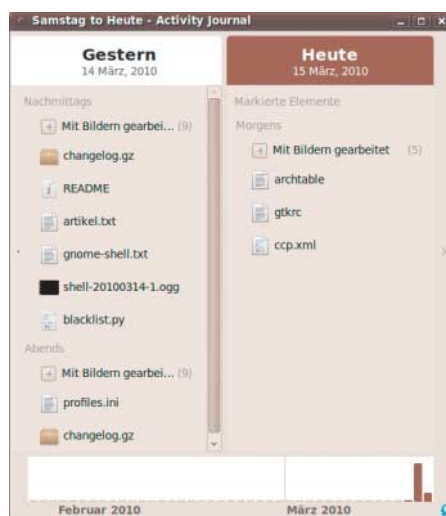 Samstag to Heute - Activity Journal
Gestern
14 März, 2010
Nachmittags
Mit Bildern gearbei... (9)
changelog.gz
README
artikel.txt
gnome-shell.txt
shell-20100314-1.ogg
blacklist.py
Abends
Mit Bildern gearbei... (9)
profiles.ini
changelog.gz
Heute
15 März, 2010
Markierte Elemente
Morgens
Mit Bildern gearbeitet (5)
archtable
gtkrc
ccp.xml
Februar 2010
März 2010